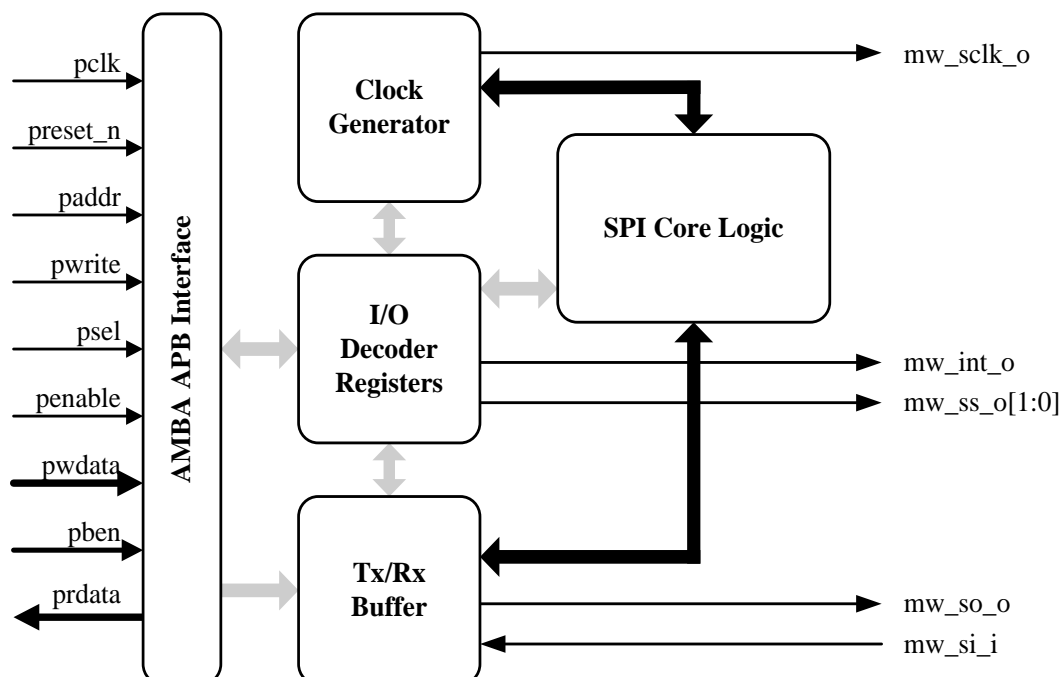 pclk
preset_n
paddr
pwrite
psel
penable
pwdata
pben
prdata
AMBA APB Interface
Clock
Generator
I/O
Decoder
Registers
Tx/Rx
Buffer
SPI Core Logic
mw_sclk_o
mw_int_o
mw_ss_o[1:0]
mw_so_o
mw_si_i